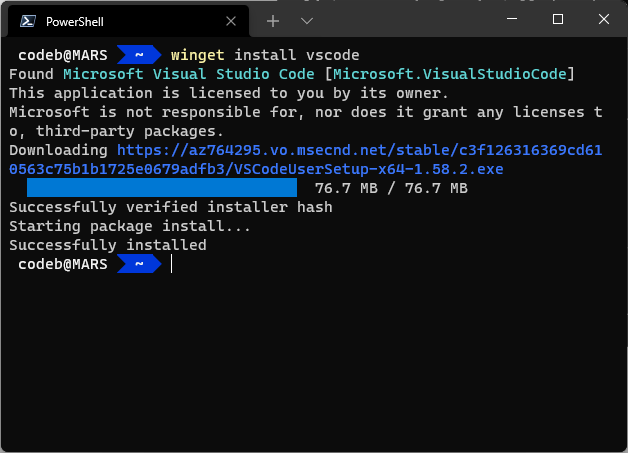 PowerShell
codeb@MARS ~ winget install vscode
Found Microsoft Visual Studio Code [Microsoft.VisualStudioCode]
This application is licensed to you by its owner.
Microsoft is not responsible for, nor does it grant any licenses t
o, third-party packages.
Downloading https://az764295.vo.msecnd.net/stable/c3f126316369cd61
0563c75b1b1725e0679adfb3/VSCodeUserSetup-x64-1.58.2.exe
76.7 MB / 76.7 MB
Successfully verified installer hash
Starting package install...
Successfully installed
codeb@MARS ~